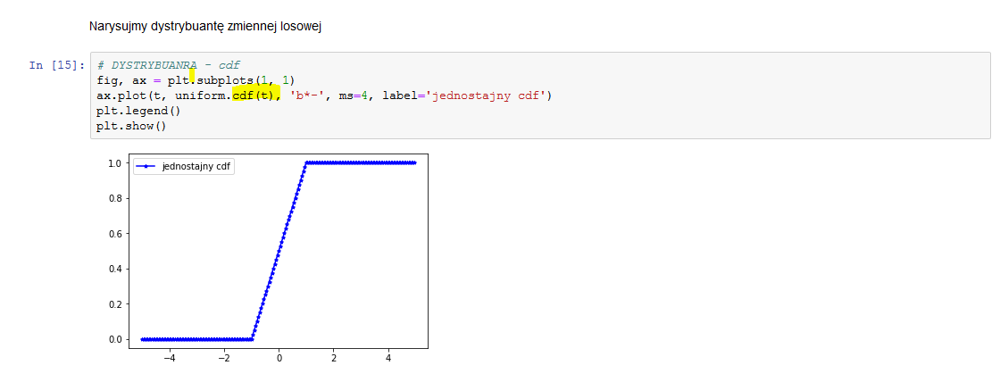 Narysujmy dystrybuantę zmiennej losowej
In [15]: # DYSTRYBUANRA - cdf
fig, ax = plt.subplots(1, 1)
ax.plot(t, uniform.cdf(t), 'b*-', ms=4, label='jednostajny cdf')
plt.legend()
plt.show()
jednostajny cdf
1.0
0.8
0.6
0.4
0.2
0.0
−4 −2 0 2 4